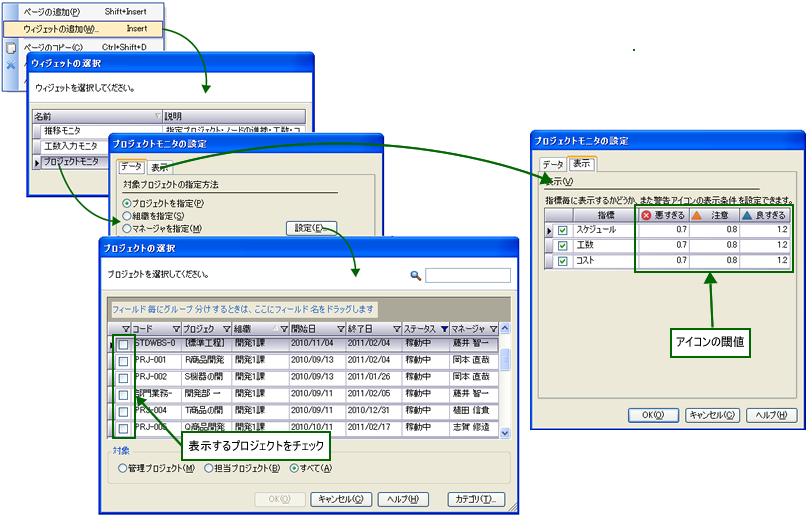 ページの追加(P) Shift+Insert
ウィジェットの追加(W)... Insert
ページのコピー(C) Ctrl+Shift+D
ウィジェットの選択
ウィジェットを選択してください。
名前 説明
推移モニタ 指定プロジェクト・ノードの進捗・工数・コ
工数入力モニタ
プロジェクトモニタ
プロジェクトモニタの設定
データ 表示
対象プロジェクトの指定方法
プロジェクトを指定(P)
組織を指定(S)
マネージャを指定(M)
設定(E)...
プロジェクトの選択
プロジェクトを選択してください。
フィールド毎にグループ分けするときは、ここにフィールド名をドラッグします
コード プロジェク 組織 開始日 終了日 ステータス マネージャ
STDWBS-0 [標準工程] 開発1課 2010/11/04 2011/02/04 稼動中 藤井 智一
PRJ-001 R商品開発 開発1課 2010/09/13 2011/02/04 稼動中 岡本 直哉
PRJ-002 S機器の開 開発1課 2010/09/13 2011/01/26 稼動中 岡本 直哉
部門業務- 開発部 一 開発1課 2010/09/11 2011/02/05 稼動中 藤井 智一
PRJ-004 T商品の開 開発1課 2010/09/11 2010/12/31 稼動中 植田 信貴
PRJ-005 Q商品開発 開発1課 2010/10/11 2011/02/17 稼動中 志賀 修造
表示するプロジェクトをチェック
対象
管理プロジェクト(M) 担当プロジェクト(B) すべて(A)
OK(O) キャンセル(C) ヘルプ(H) カテゴリ(T)...
プロジェクトモニタの設定
データ 表示
表示(V)
指標毎に表示するかどうか、また警告アイコンの表示条件を設定できます。
指標 悪すぎる 注意 良すぎる
スケジュール 0.7 0.8 1.2
工数 0.7 0.8 1.2
コスト 0.7 0.8 1.2
アイコンの閾値
OK(O) キャンセル(C) ヘルプ(H)